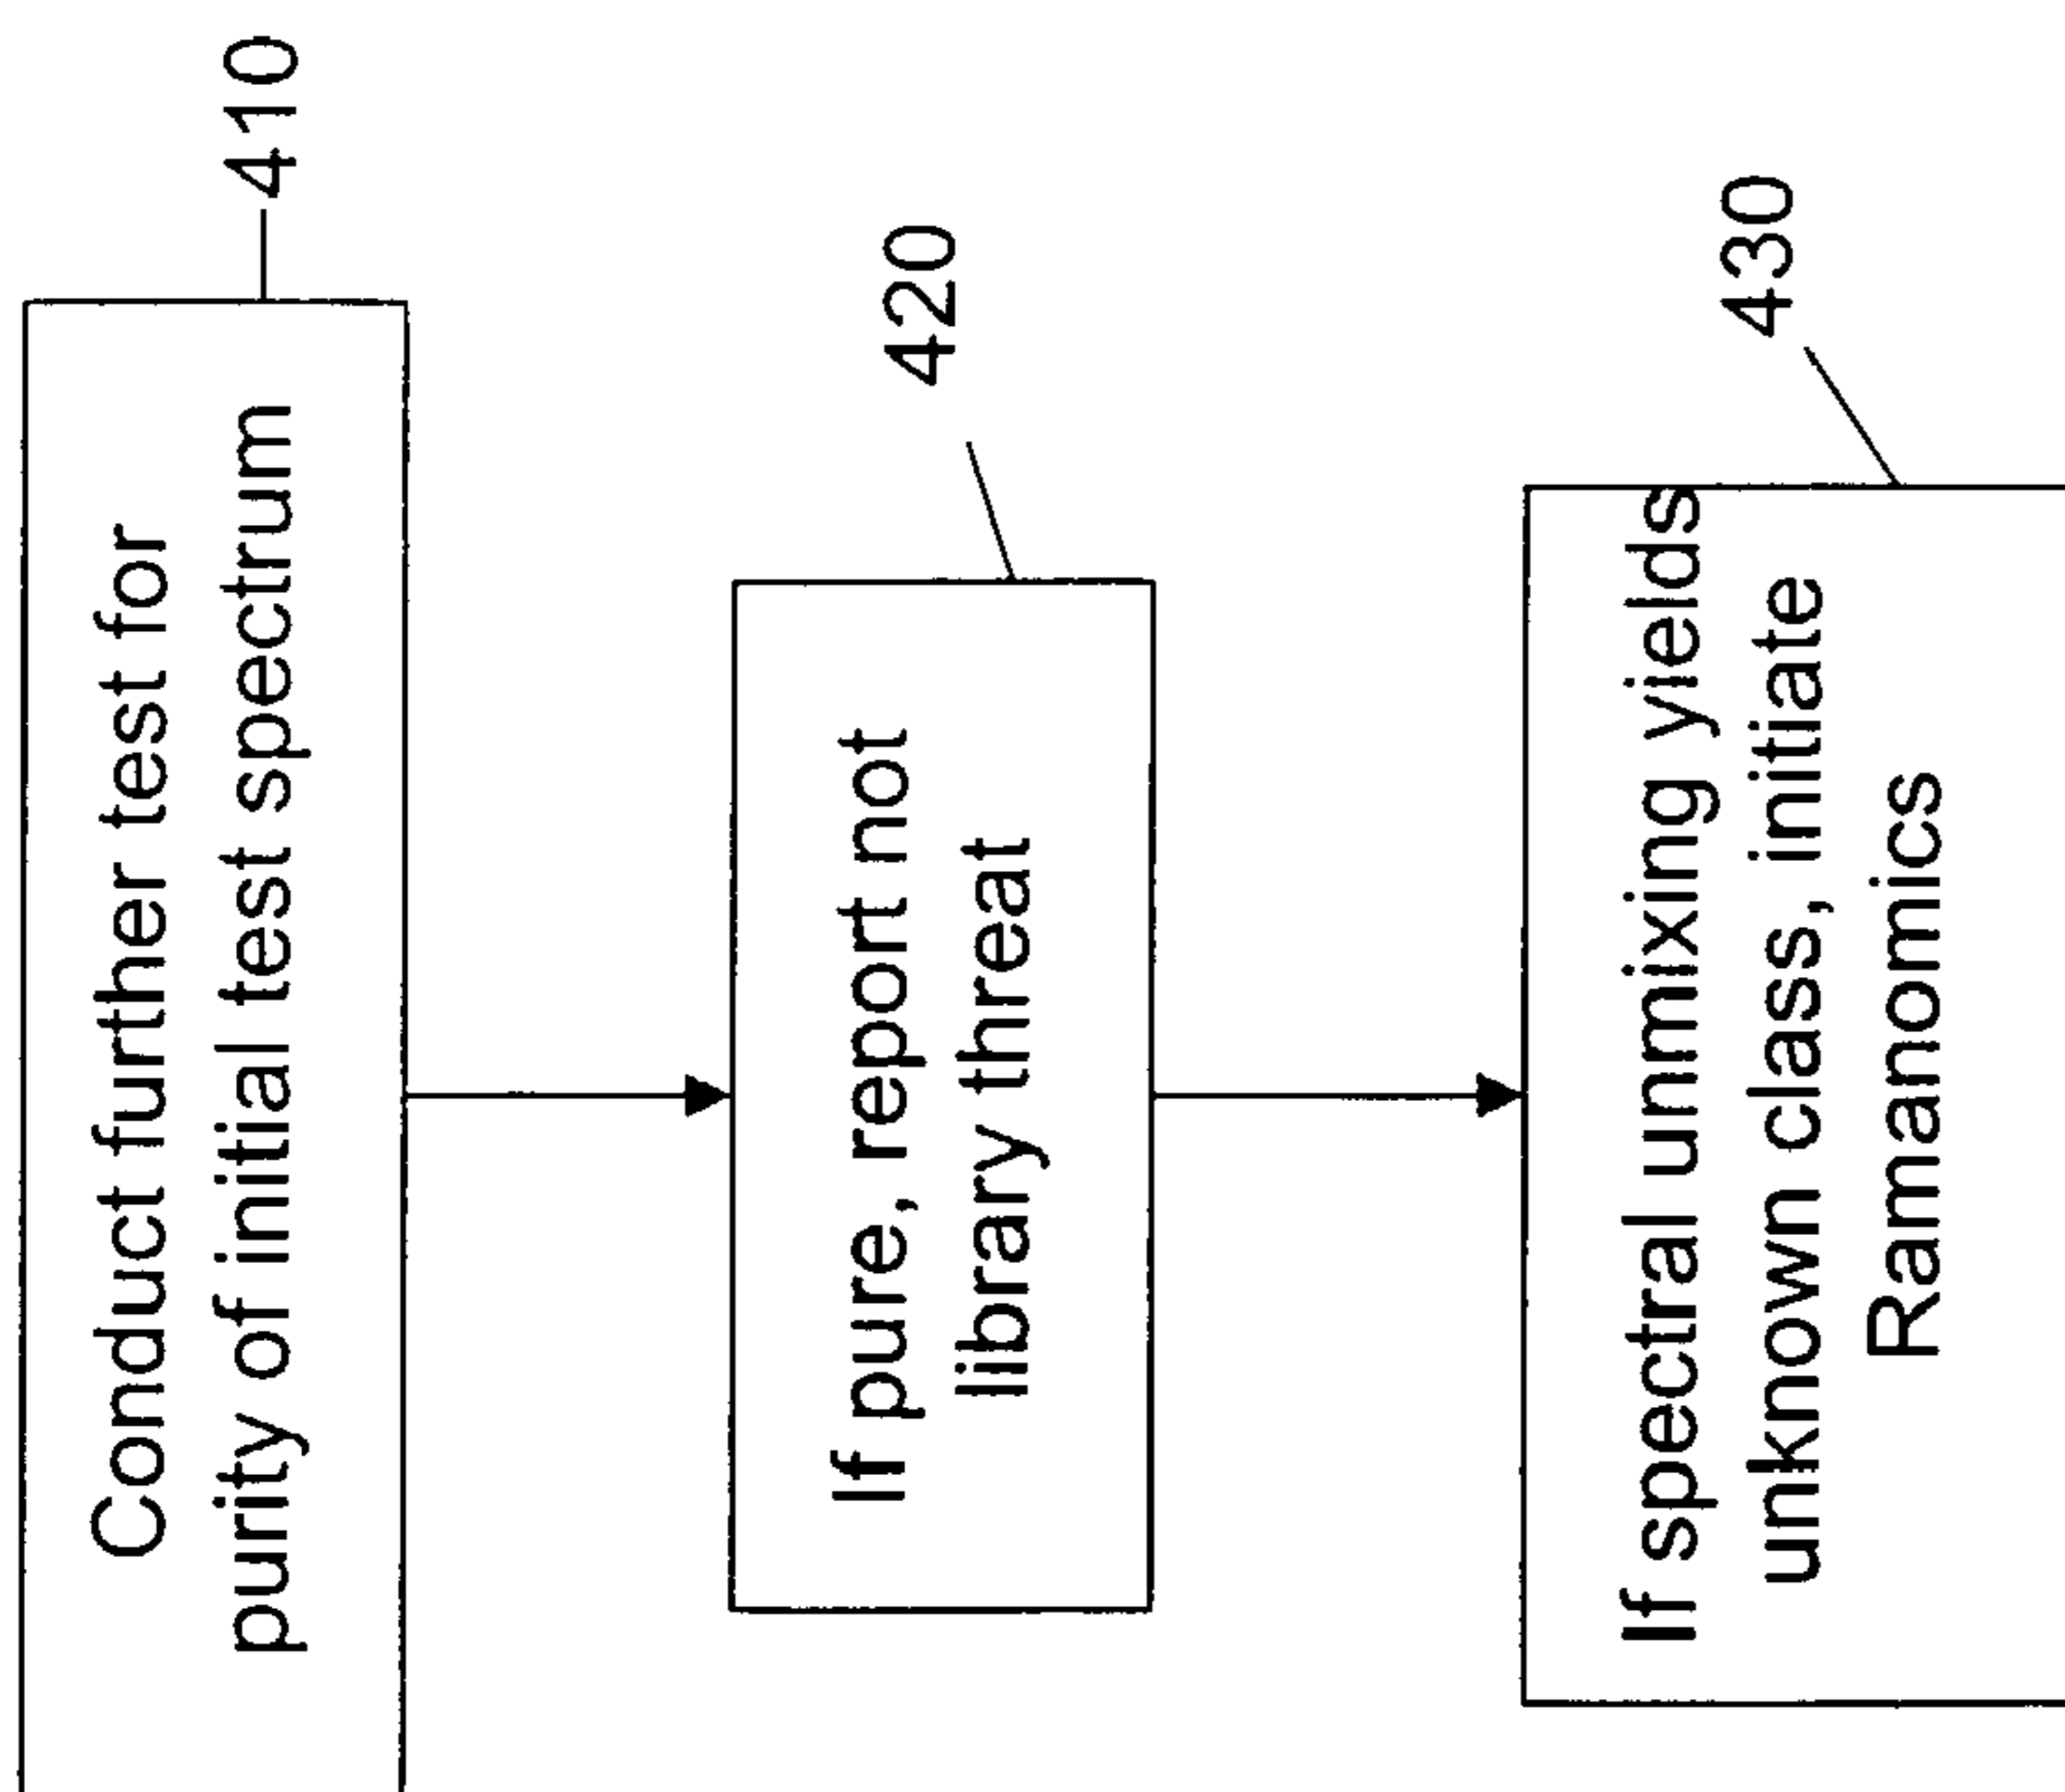 410
Conduct further test for
purity of initial test spectrum
420
If pure, report not
library threat
430
If spectral unmixing yields
unknown class, initiate
Ramanomics